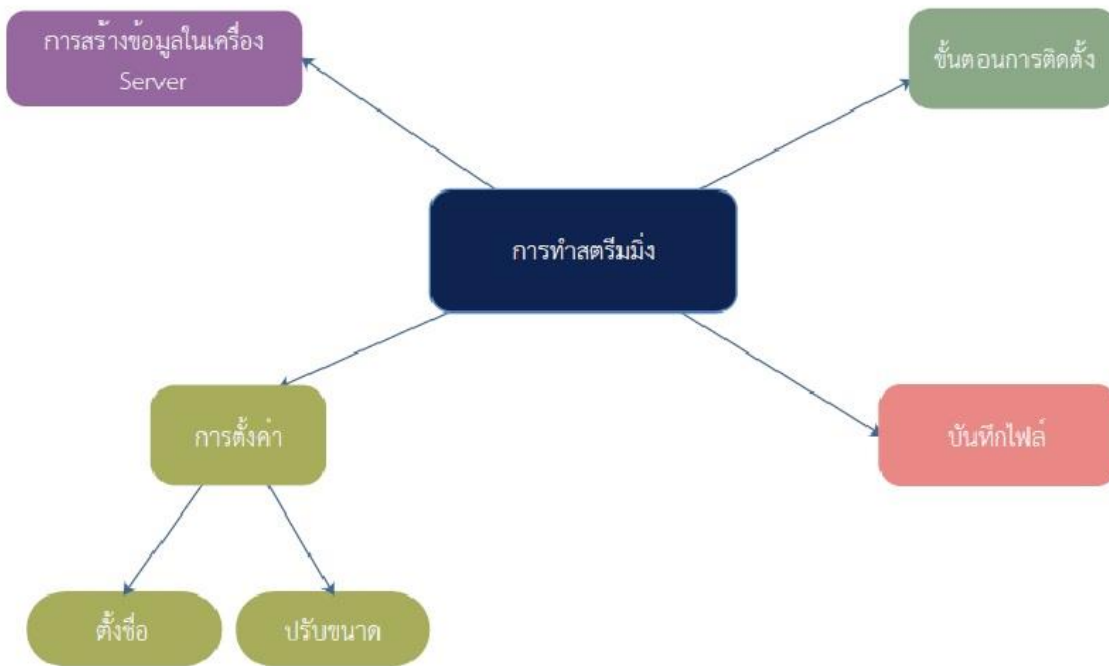 การสร้างข้อมูลในเครื่อง
Server
ขั้นตอนการติดตั้ง
การทำสตรีมมิ่ง
การตั้งค่า
บันทึกไฟล์
ตั้งชื่อ
ปรับขนาด